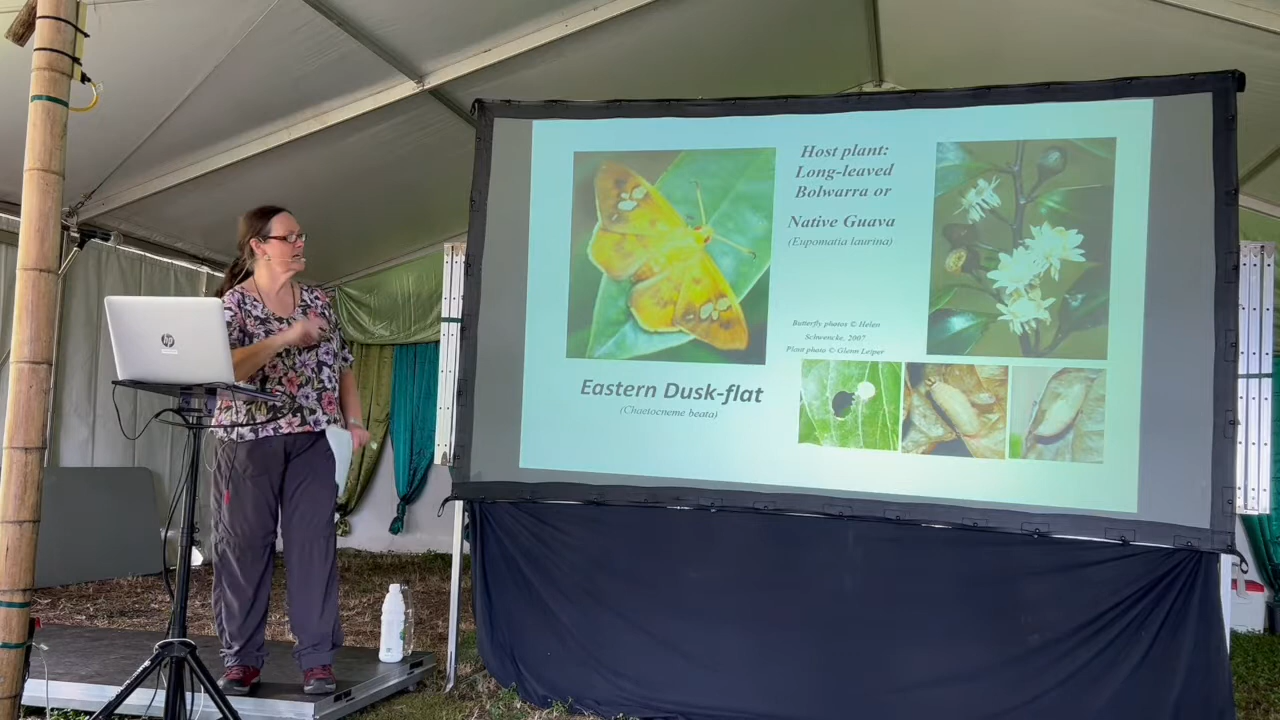 Host plant:
Long-leaved
Bolwarra or
Native Guava
(Eupomatia laurina)
Butterfly photos © Helen
Schwencke, 2007
Plant photo © Glenn Leiper
Eastern Dusk-flat
(Chaetocneme beata)
hp